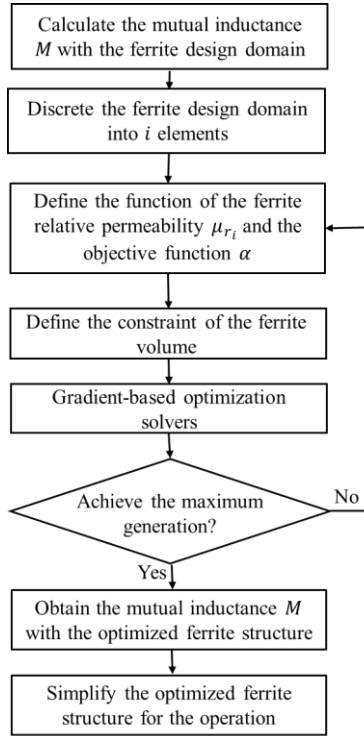 Calculate the mutual inductance
M with the ferrite design domain
Discrete the ferrite design domain
into i elements
Define the function of the ferrite
relative permeability μ_{r_i} and the
objective function α
Define the constraint of the ferrite
volume
Gradient-based optimization
solvers
Achieve the maximum
generation?
No
Yes
Obtain the mutual inductance M
with the optimized ferrite structure
Simplify the optimized ferrite
structure for the operation